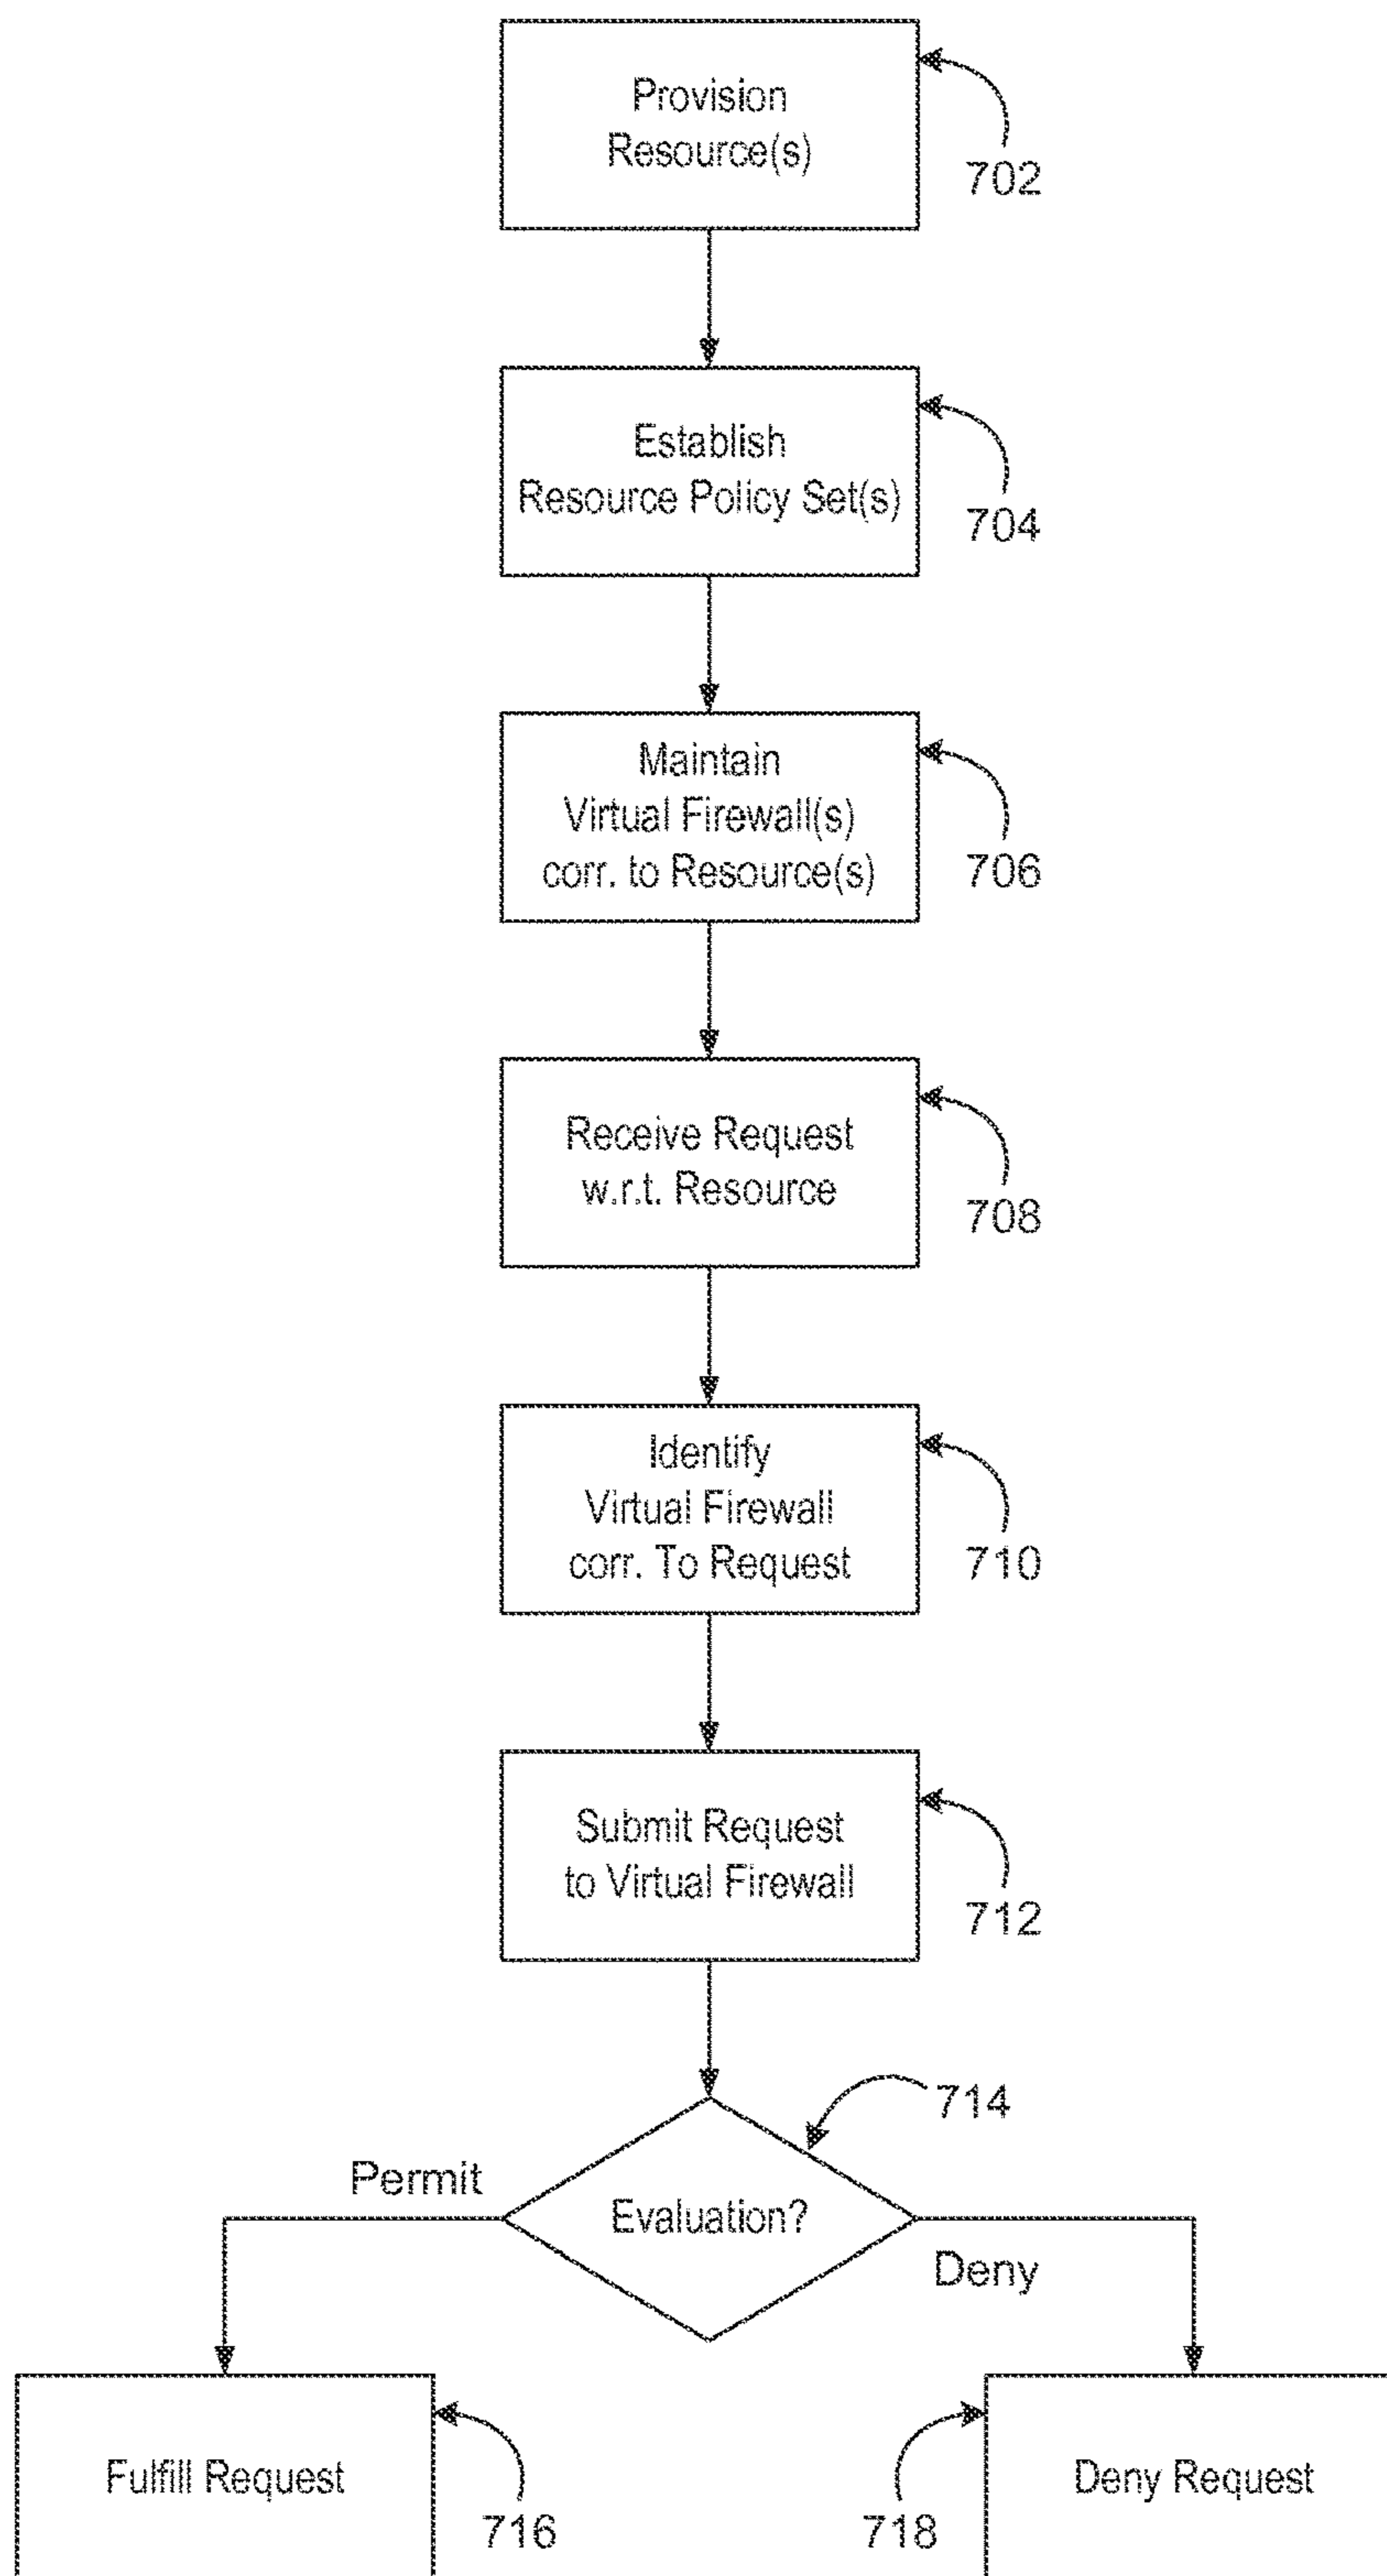 Provision
Resource(s)
702
Establish
Resource Policy Set(s)
704
Maintain
Virtual Firewall(s)
corr. to Resource(s)
706
Receive Request
w.r.t. Resource
708
Identify
Virtual Firewall
corr. To Request
710
Submit Request
to Virtual Firewall
712
714
Permit
Evaluation?
Deny
Fulfill Request
716
718
Deny Request